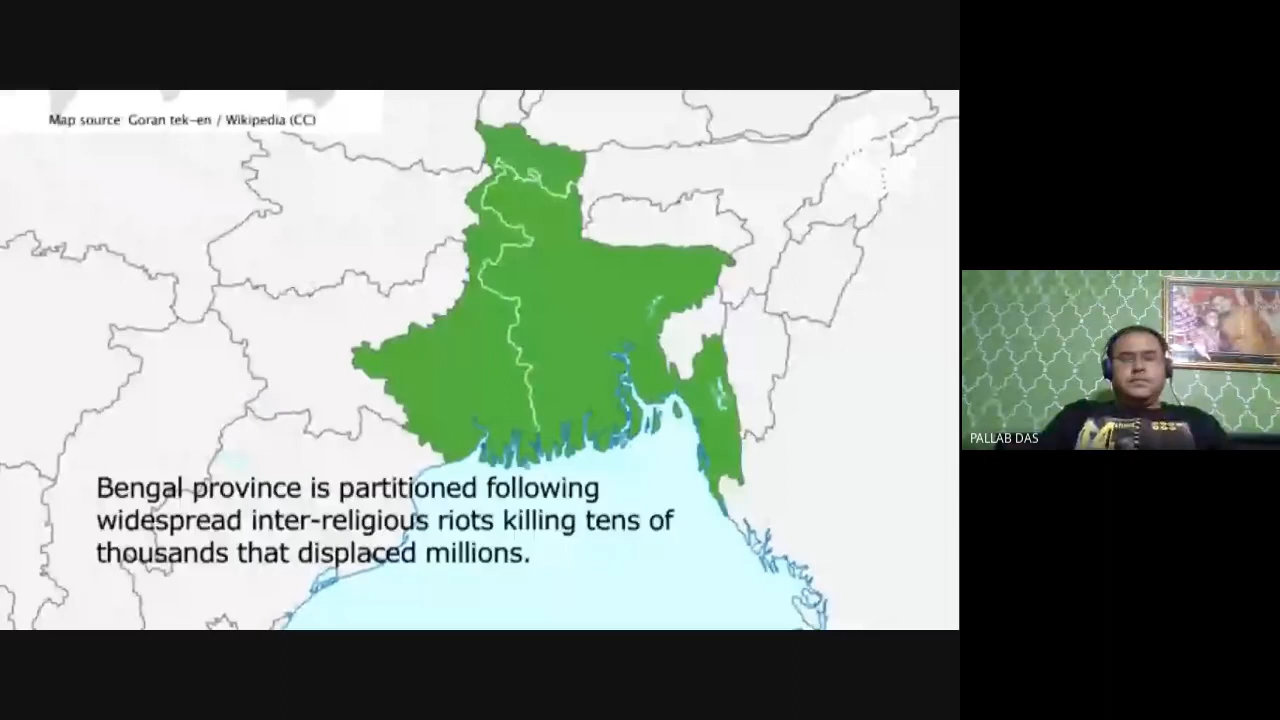 Map source: Goran tek-en / Wikipedia (CC)
Bengal province is partitioned following
widespread inter-religious riots killing tens of
thousands that displaced millions.
PALLAB DAS